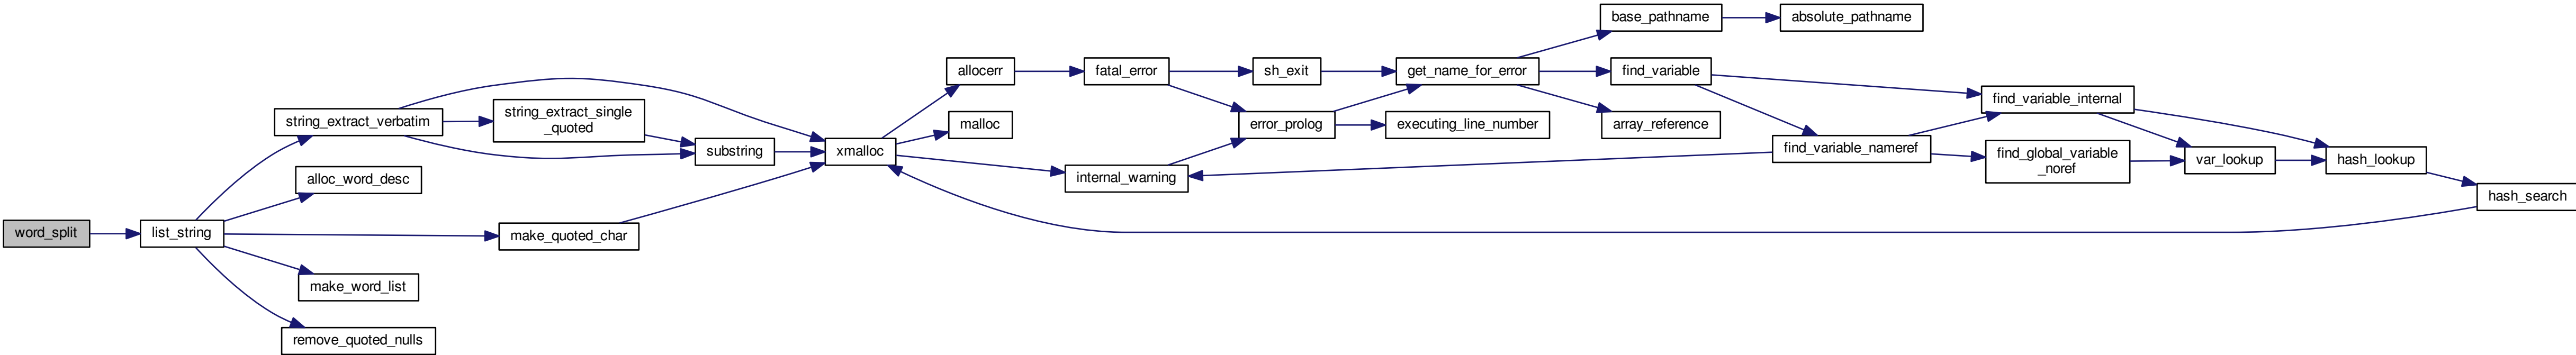 word_split
list_string
string_extract_verbatim
alloc_word_desc
make_word_list
remove_quoted_nulls
string_extract_single
_quoted
make_quoted_char
substring
xmalloc
allocerr
malloc
internal_warning
fatal_error
sh_exit
error_prolog
get_name_for_error
executing_line_number
base_pathname
absolute_pathname
find_variable
array_reference
find_variable_nameref
find_variable_internal
find_global_variable
_noref
var_lookup
hash_lookup
hash_search